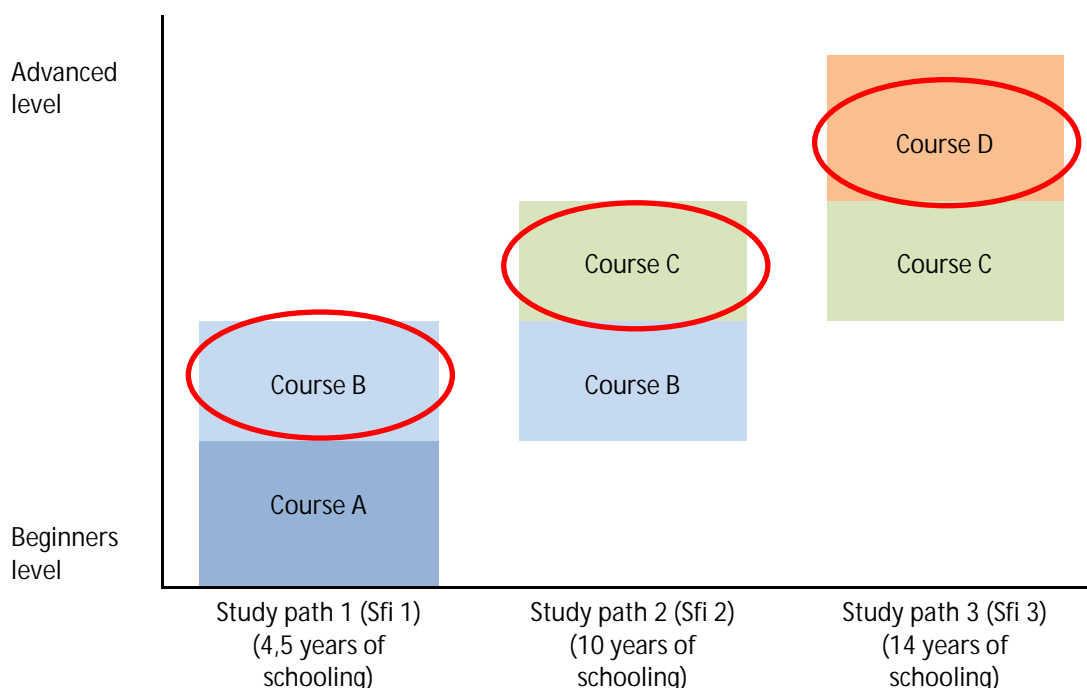 Advanced
level
Course D
Course C
Course C
Course B
Course B
Course A
Beginners
level
Study path 1 (Sfi 1)
(4,5 years of
schooling)
Study path 2 (Sfi 2)
(10 years of
schooling)
Study path 3 (Sfi 3)
(14 years of
schooling)